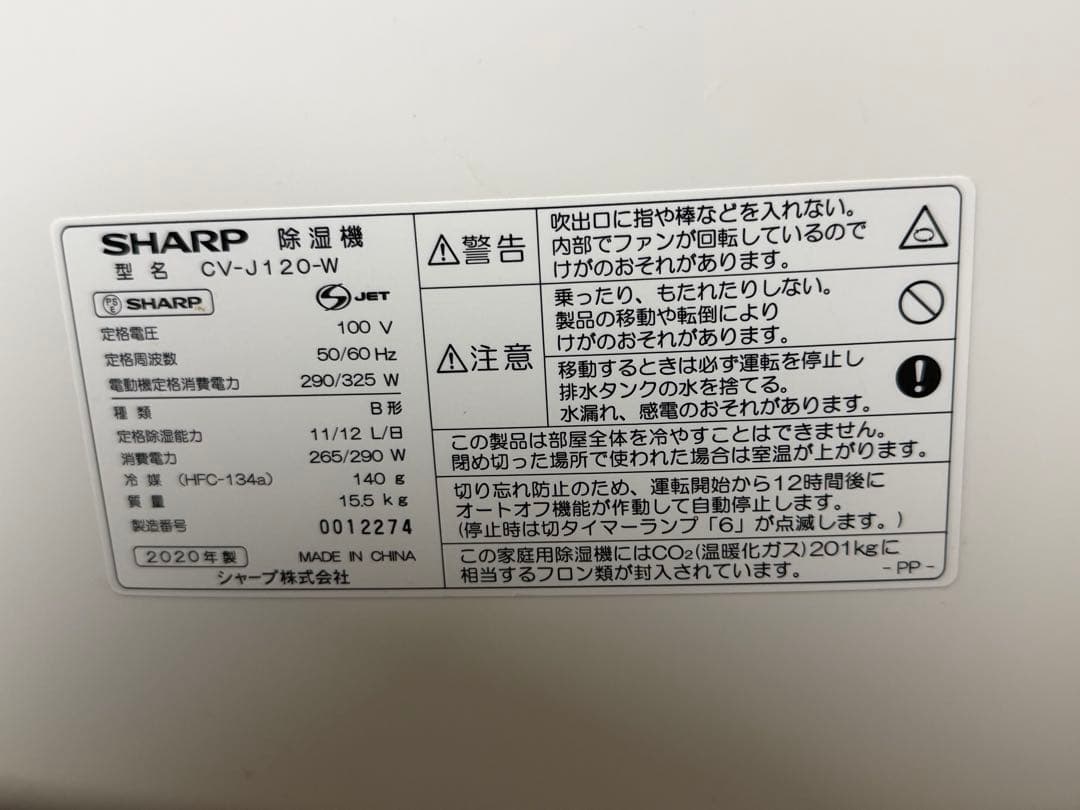 SHARP 除湿機
型名 CV-J120-W
PS E SHARP
S JET
定格電圧 100 V
定格周波数 50/60 Hz
電動機定格消費電力 290/325 W
種類 B形
定格除湿能力 11/12 L/日
消費電力 265/290 W
冷媒 (HFC-134a) 140 g
質量 15.5 kg
製造番号 0012274
2020年製 MADE IN CHINA
シャープ株式会社
警告
吹出口に指や棒などを入れない。
内部でファンが回転しているので
けがのおそれがあります。
注意
乗ったり、もたれたりしない。
製品の移動や転倒により
けがのおそれがあります。
移動するときは必ず運転を停止し
排水タンクの水を捨てる。
水漏れ、感電のおそれがあります。
この製品は部屋全体を冷やすことはできません。
閉め切った場所で使われた場合は室温が上がります。
切り忘れ防止のため、運転開始から12時間後に
オートオフ機能が作動して自動停止します。
(停止時は切タイマーランプ「6」が点滅します。)
この家庭用除湿機にはCO₂(温暖化ガス)201kgに
相当するフロン類が封入されています。 -PP-